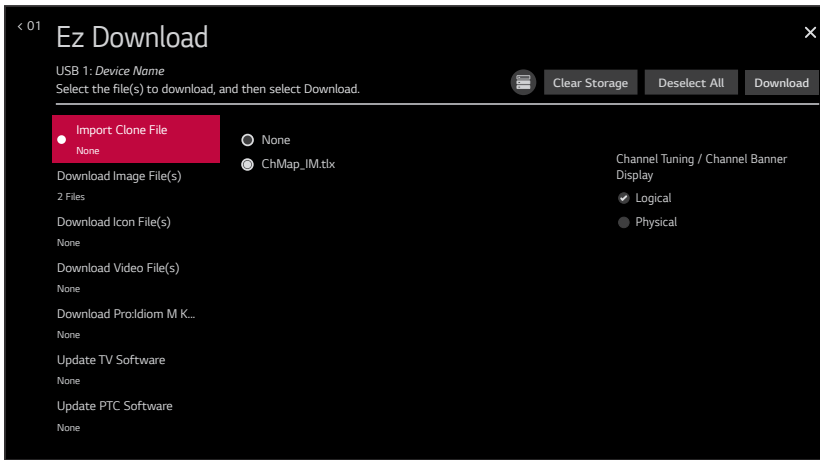 < 01
Ez Download
USB 1: Device Name
Select the file(s) to download, and then select Download.
Clear Storage
Deselect All
Download
Import Clone File
None
Download Image File(s)
2 Files
Download Icon File(s)
None
Download Video File(s)
None
Download Pro:Idiom M K...
None
Update TV Software
None
Update PTC Software
None
None
ChMap_IM.tlx
Channel Tuning / Channel Banner
Display
Logical
Physical